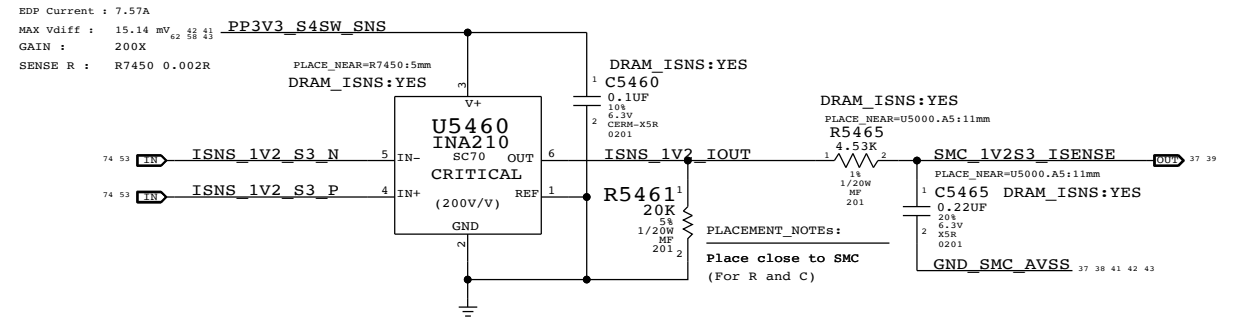 EDP Current : 7.57A
MAX Vdiff : 15.14 mV
GAIN : 200X
SENSE R : R7450 0.002R
42 41
62 58 43
PP3V3_S4SW_SNS
PLACE_NEAR=R7450:5mm
DRAM_ISNS:YES
3
V+
U5460
INA210
SC70
CRITICAL
(200V/V)
GND
2
74 53 IN ISNS_1V2_S3_N 5 IN-
74 53 IN ISNS_1V2_S3_P 4 IN+
OUT 6 ISNS_1V2_IOUT
REF 1
DRAM_ISNS:YES
1 C5460
0.1UF
10%
6.3V
2 CERM-X5R
0201
R5461 1
20K
5%
1/20W
MF
201 2
PLACEMENT_NOTEs:
Place close to SMC
(For R and C)
DRAM_ISNS:YES
PLACE_NEAR=U5000.A5:11mm
R5465
1 2
4.53K
1%
1/20W
MF
201
SMC_1V2S3_ISENSE OUT 37 39
PLACE_NEAR=U5000.A5:11mm
1 C5465 DRAM_ISNS:YES
0.22UF
20%
6.3V
2 X5R
0201
GND_SMC_AVSS 37 38 41 42 43